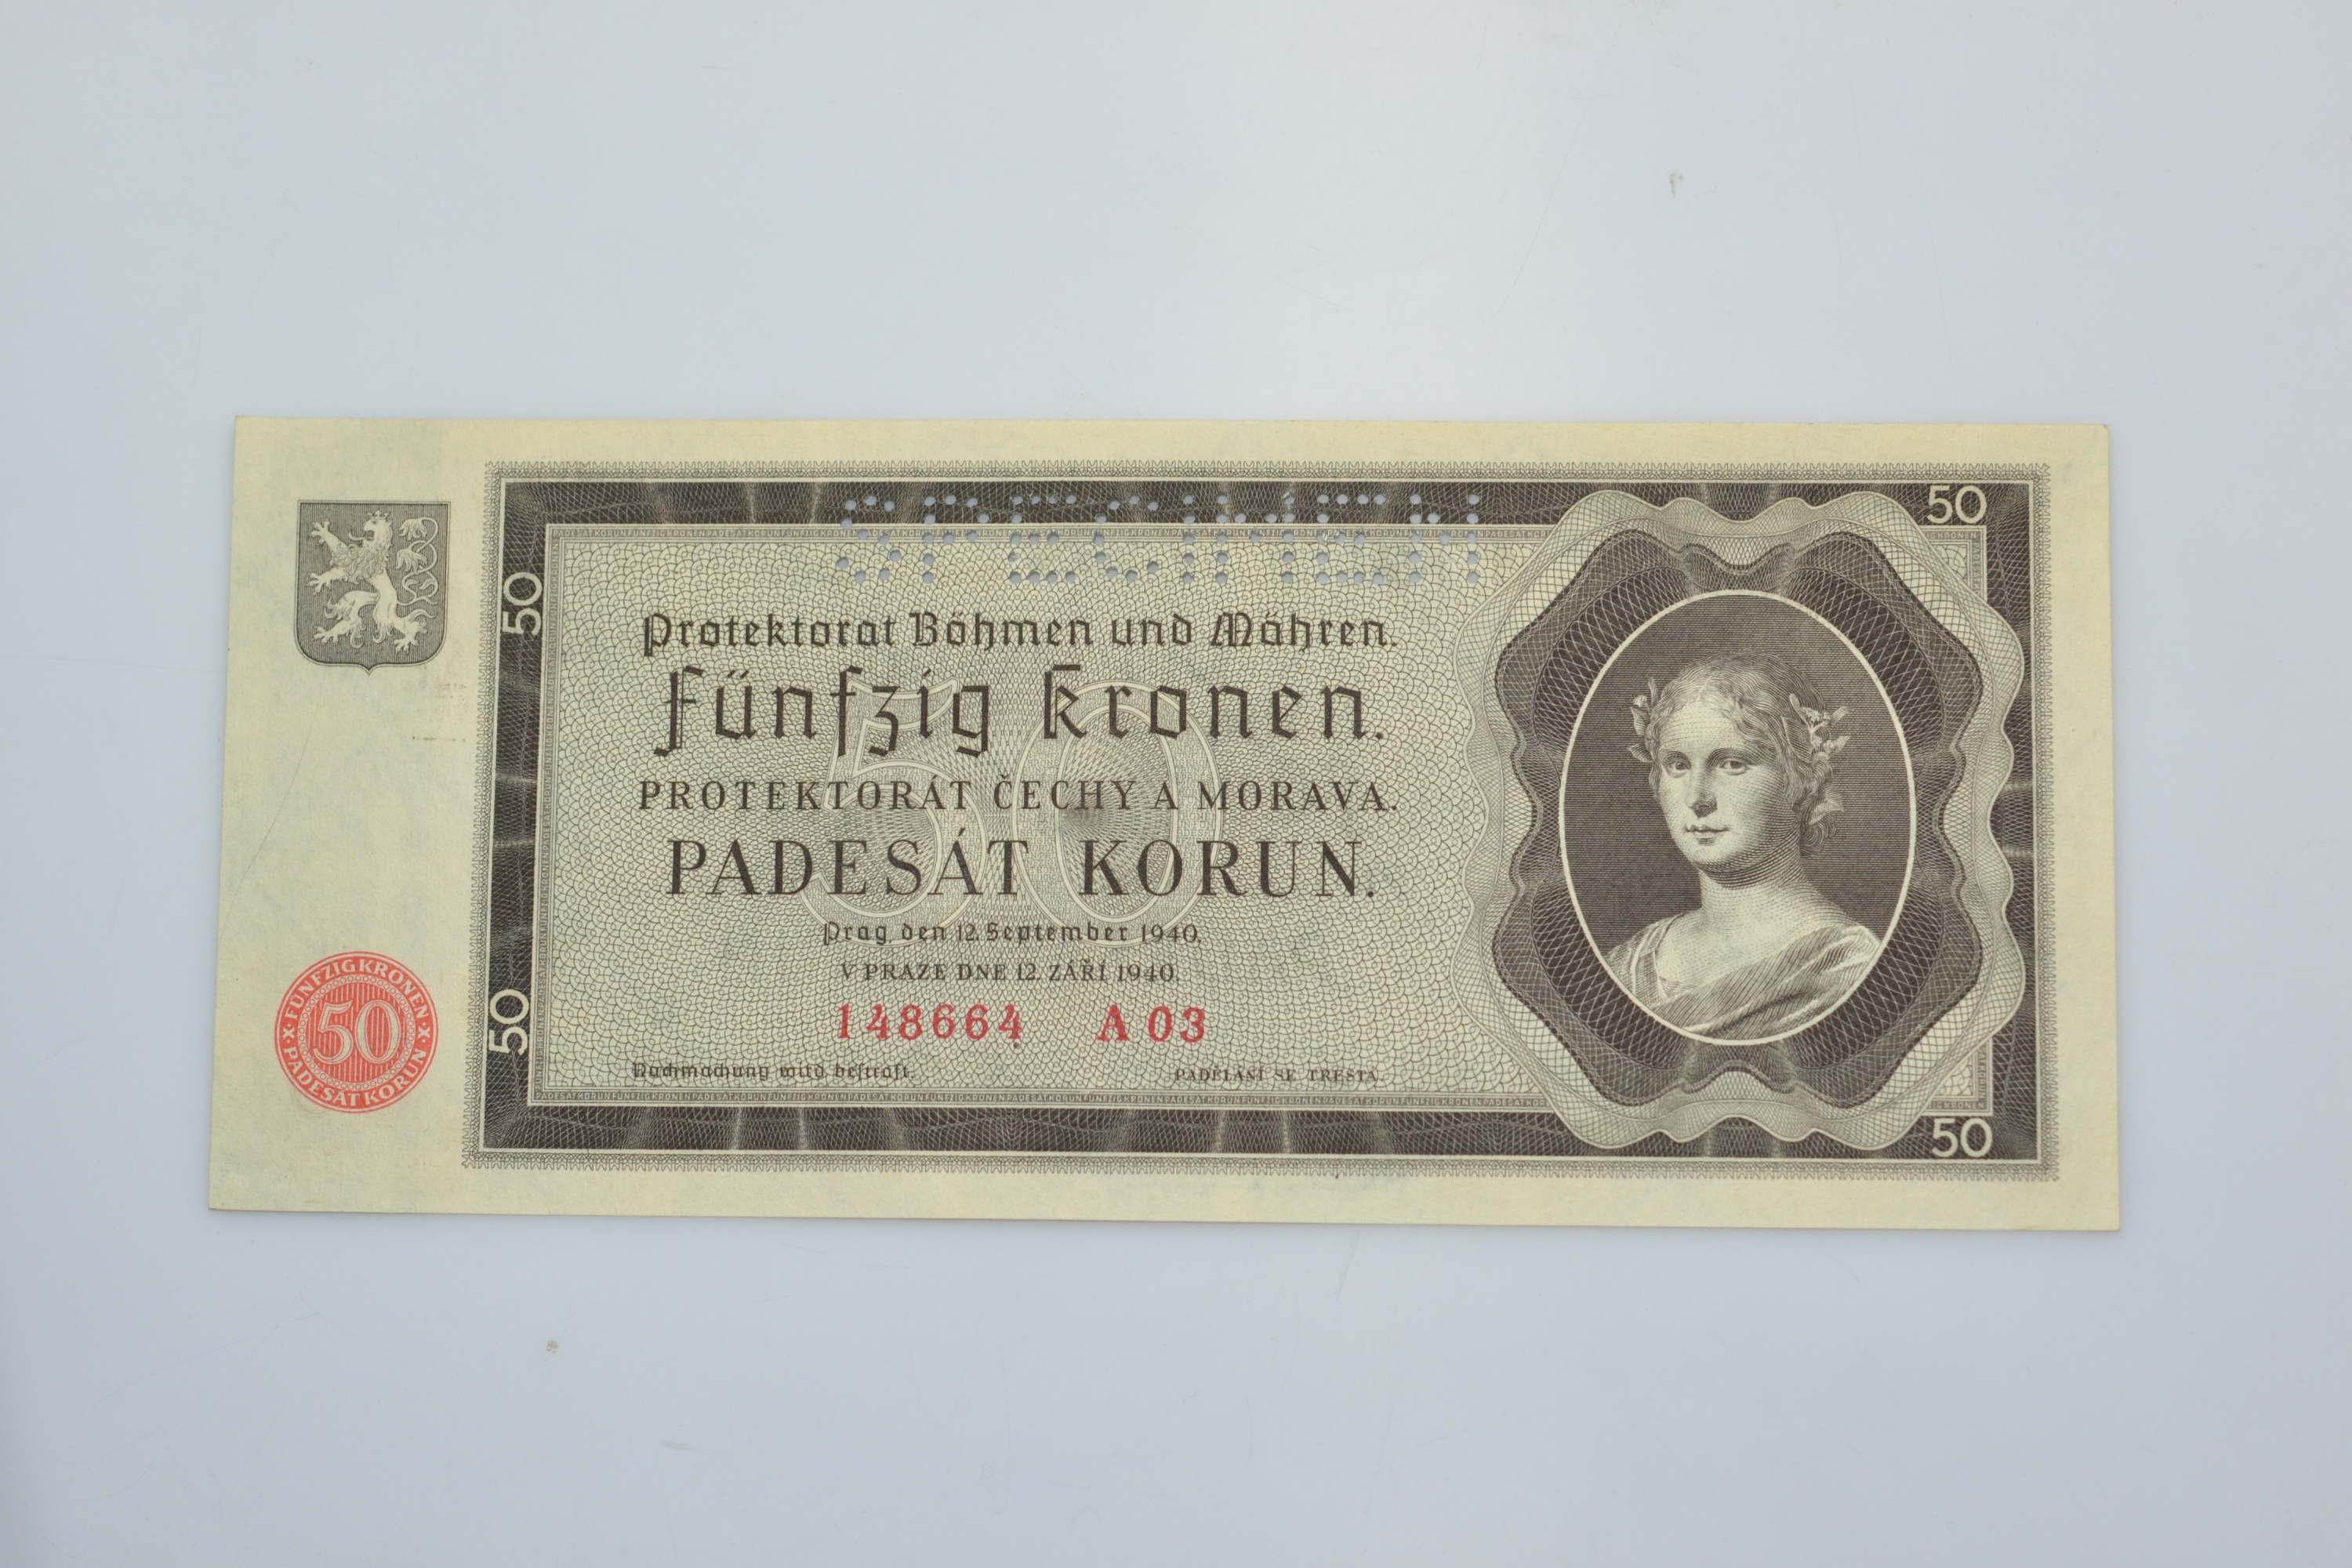 SPECIMEN
50
50
Protektorat Böhmen und Mähren.
Fünfzig Kronen.
50
PROTEKTORÁT ČECHY A MORAVA.
PADESÁT KORUN.
Prag, den 12. September 1940.
V PRAZE DNE 12. ZÁŘÍ 1940.
148664 A 03
Nachmachung wird bestraft.
PADĚLÁNÍ SE TRESTÁ.
FÜNFZIG KRONEN
50
× PADESÁT KORUN ×
50
50